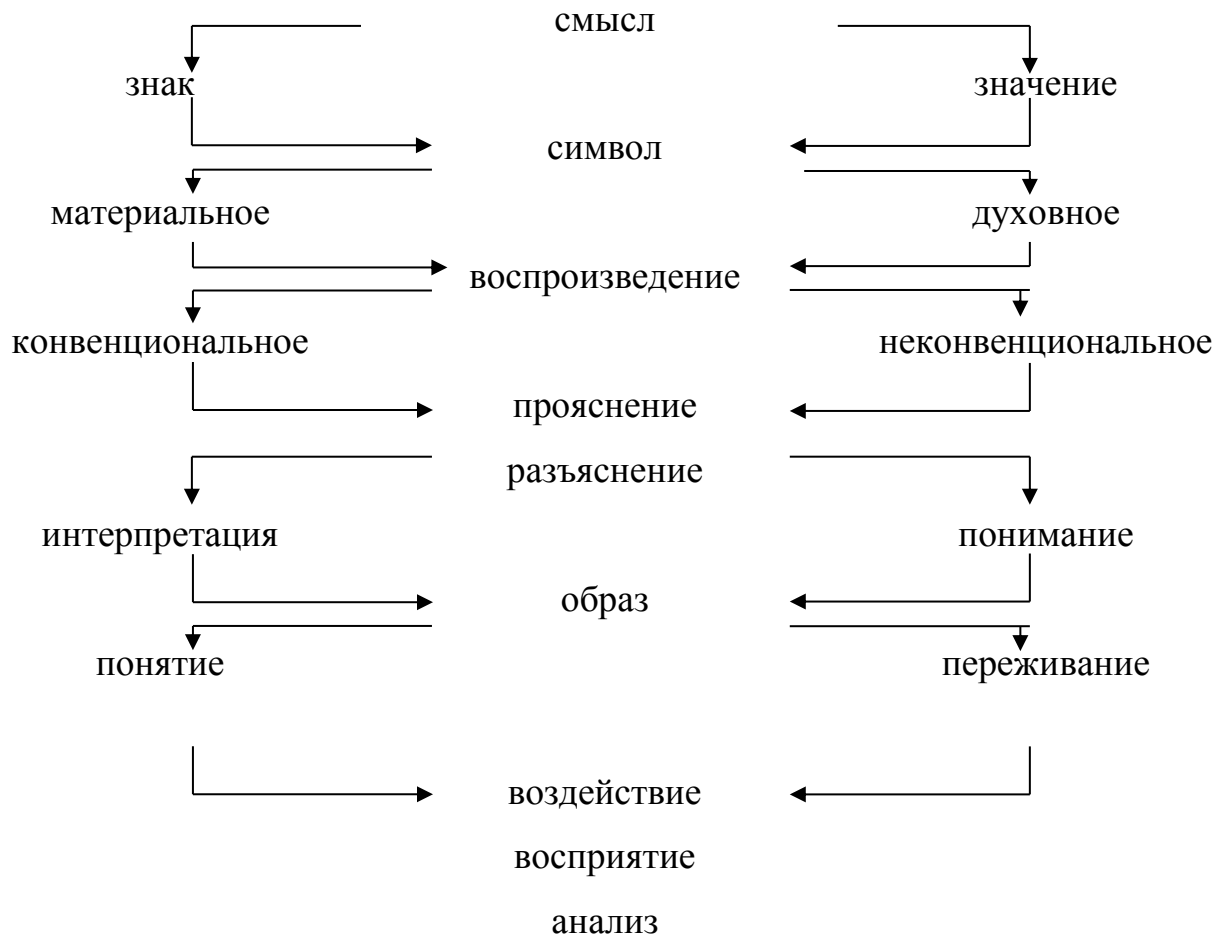 смысл
знак значение
символ
материальное духовное
воспроизведение
конвенциональное неконвенциональное
прояснение
разъяснение
интерпретация понимание
образ
понятие переживание
воздействие
восприятие
анализ